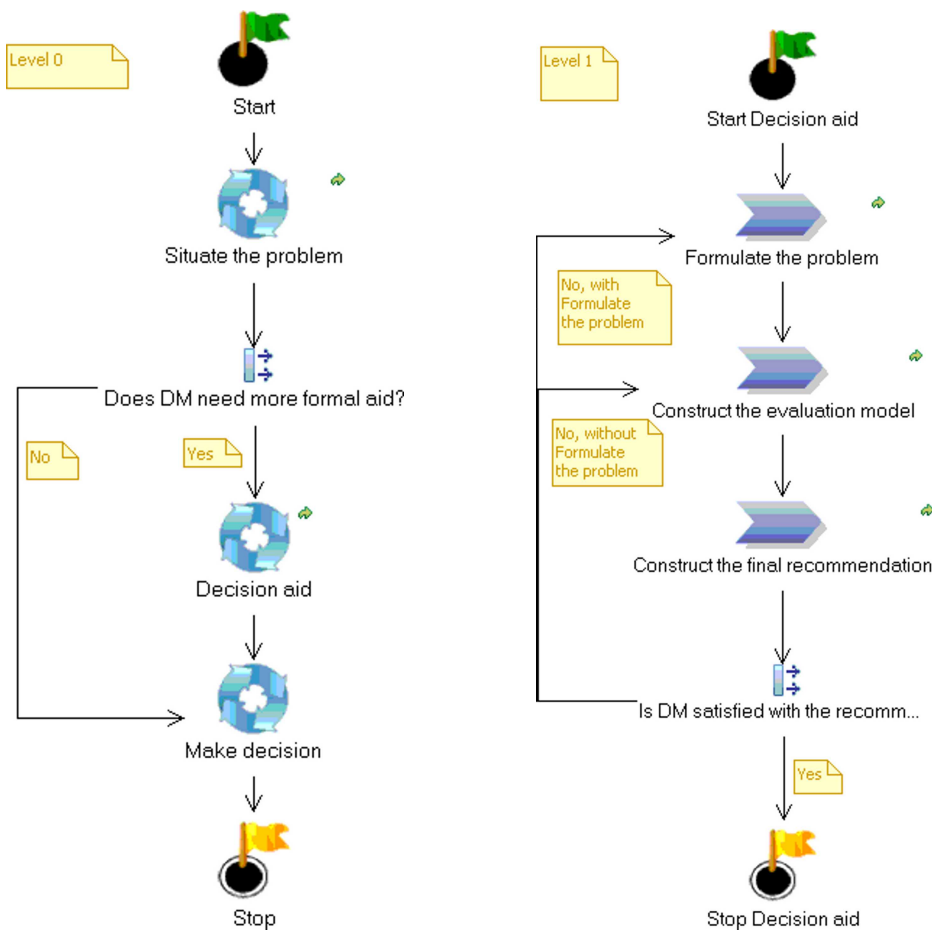 Level 0
Start
Situate the problem
Does DM need more formal aid?
No
Yes
Decision aid
Make decision
Stop
Level 1
Start Decision aid
Formulate the problem
No, with
Formulate
the problem
Construct the evaluation model
No, without
Formulate
the problem
Construct the final recommendation
Is DM satisfied with the recomm...
Yes
Stop Decision aid